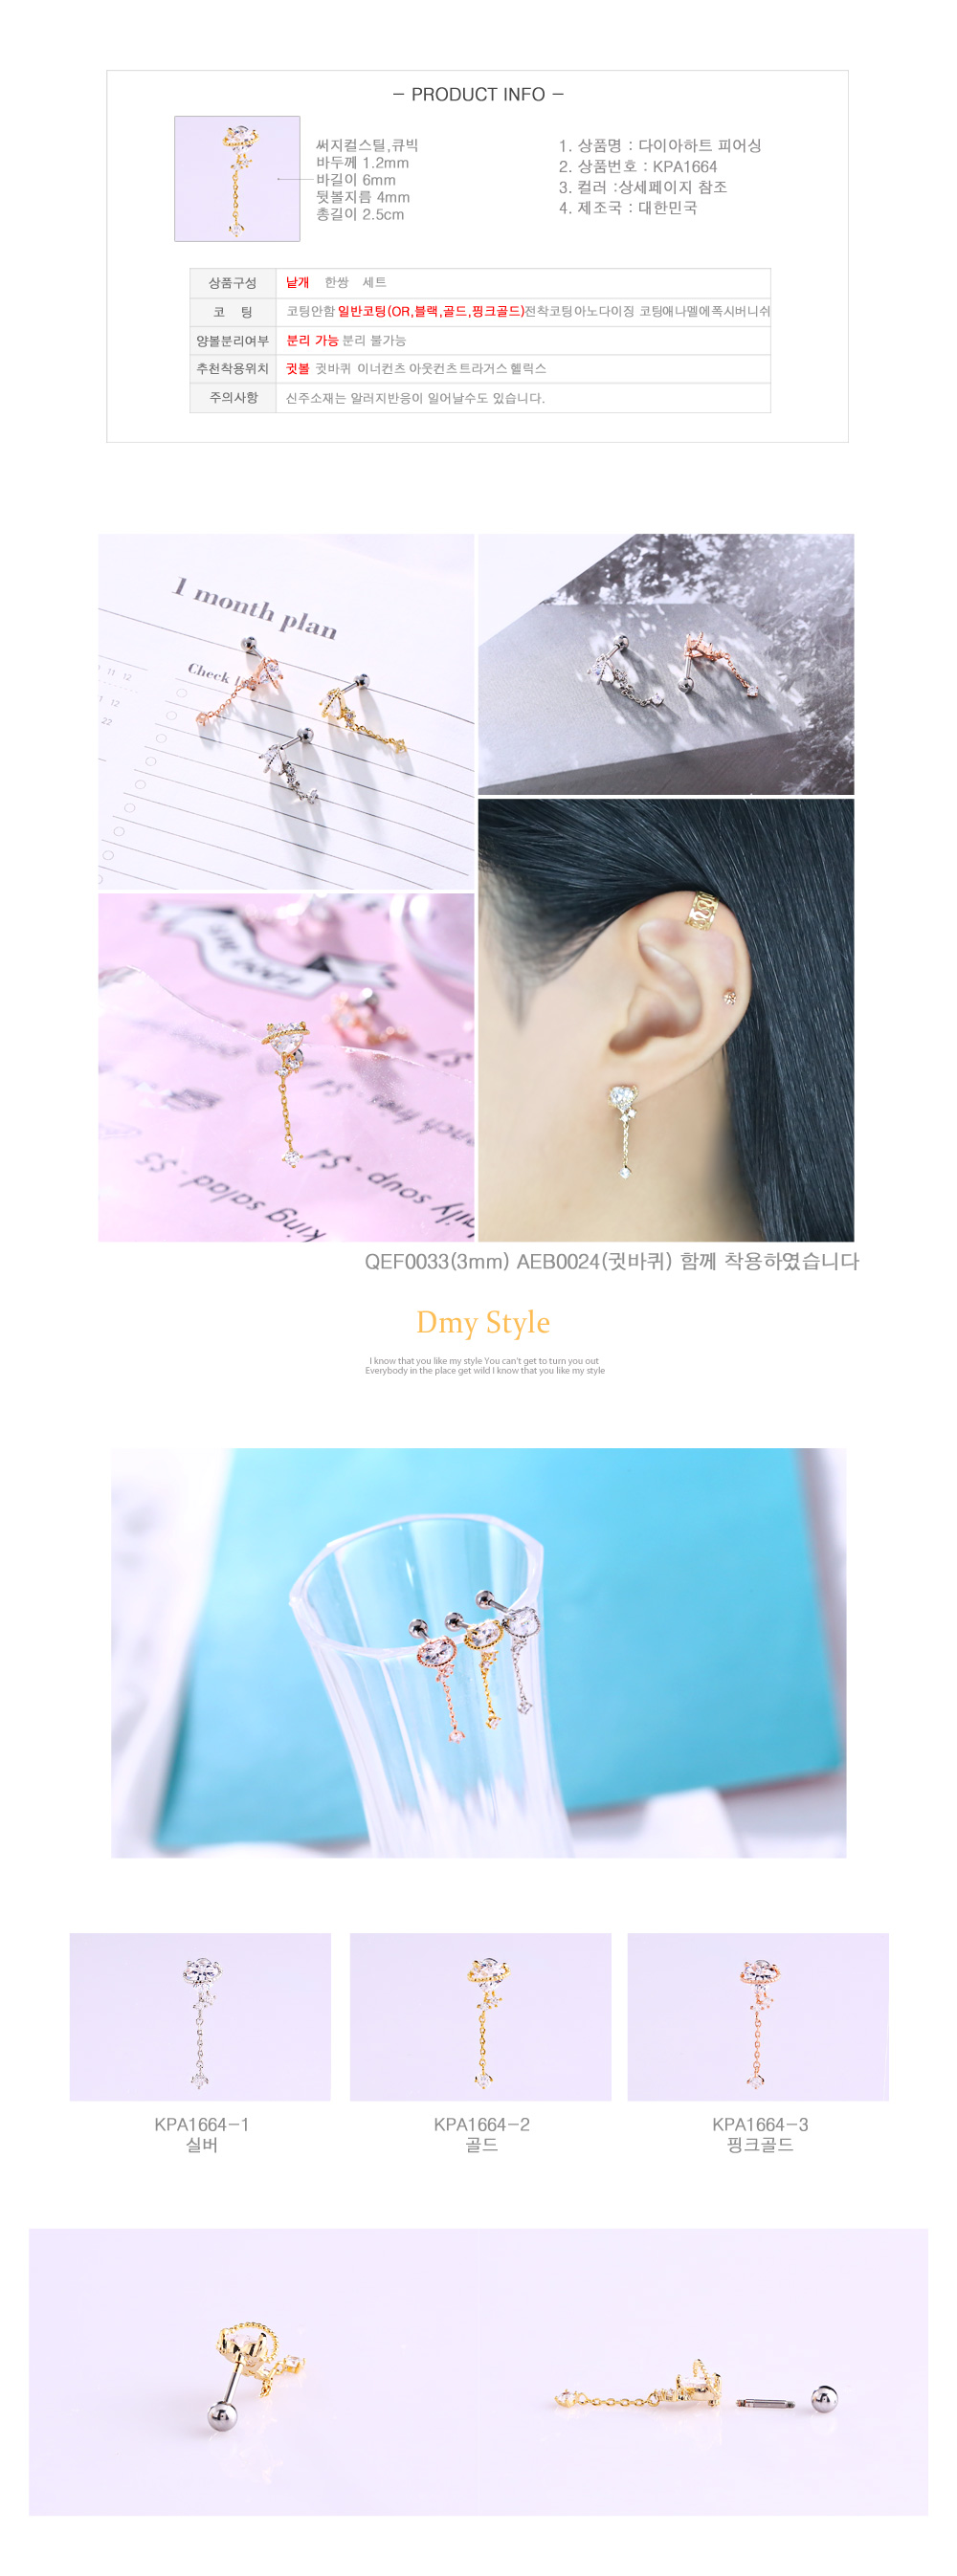 - PRODUCT INFO -
써지컬스틸,큐빅
바두께 1.2mm
바길이 6mm
뒷볼지름 4mm
총길이 2.5cm
1. 상품명 : 다이아하트 피어싱
2. 상품번호 : KPA1664
3. 컬러 :상세페이지 참조
4. 제조국 : 대한민국
상품구성 낱개 한쌍 세트
코 팅 코팅안함 일반코팅(OR,블랙,골드,핑크골드)전착코팅 아노다이징 코팅 애나멜 에폭시 버니쉬
양볼분리여부 분리 가능 분리 불가능
추천착용위치 귓볼 귓바퀴 이너컨츠 아웃컨츠 트라거스 헬릭스
주의사항 신주소재는 알러지반응이 일어날수도 있습니다.
1 month plan
Check
11 12
12
22
king salad - $5
ily soup - $4
QEF0033(3mm) AEB0024(귓바퀴) 함께 착용하였습니다
Dmy Style
I know that you like my style You can't get to turn you out
Everybody in the place get wild I know that you like my style
KPA1664-1
실버
KPA1664-2
골드
KPA1664-3
핑크골드